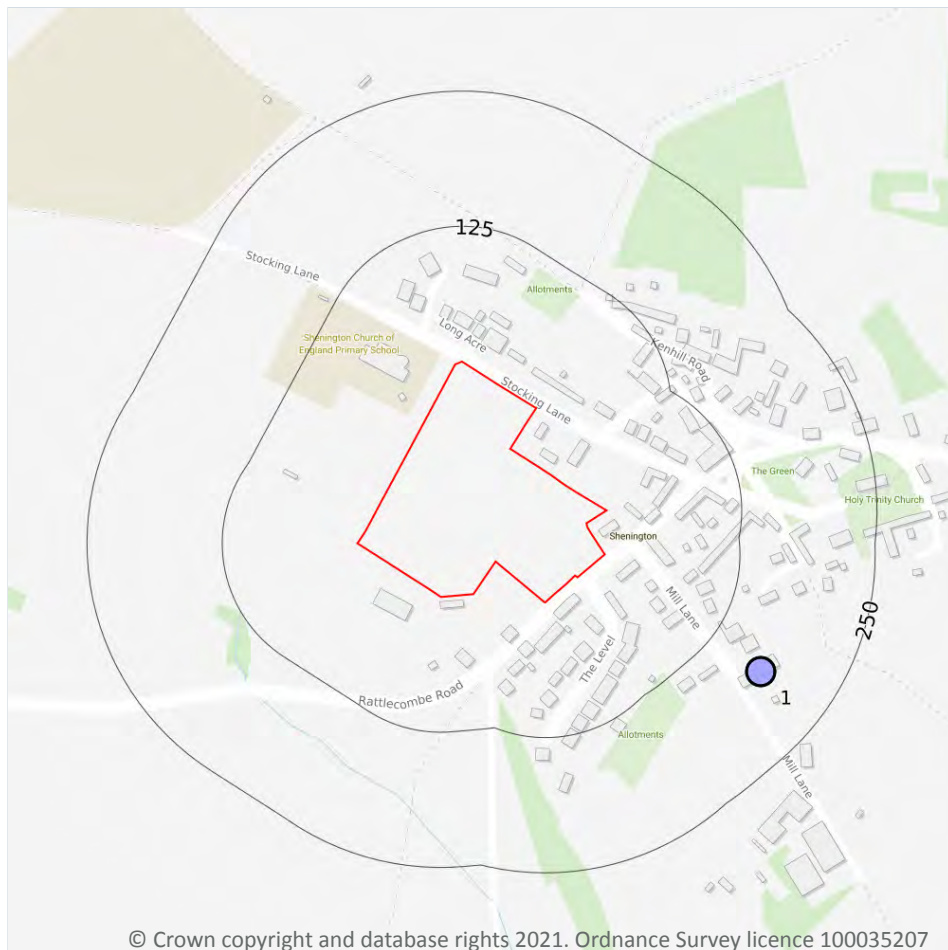 125
Stocking Lane
Allotments
Long Acre
Shenington Church of
England Primary School
Kenhill Road
Stocking Lane
The Green
Holy Trinity Church
Shenington
Mill Lane
250
The Level
1
Rattlecombe Road
Allotments
Mill Lane
© Crown copyright and database rights 2021. Ordnance Survey licence 100035207